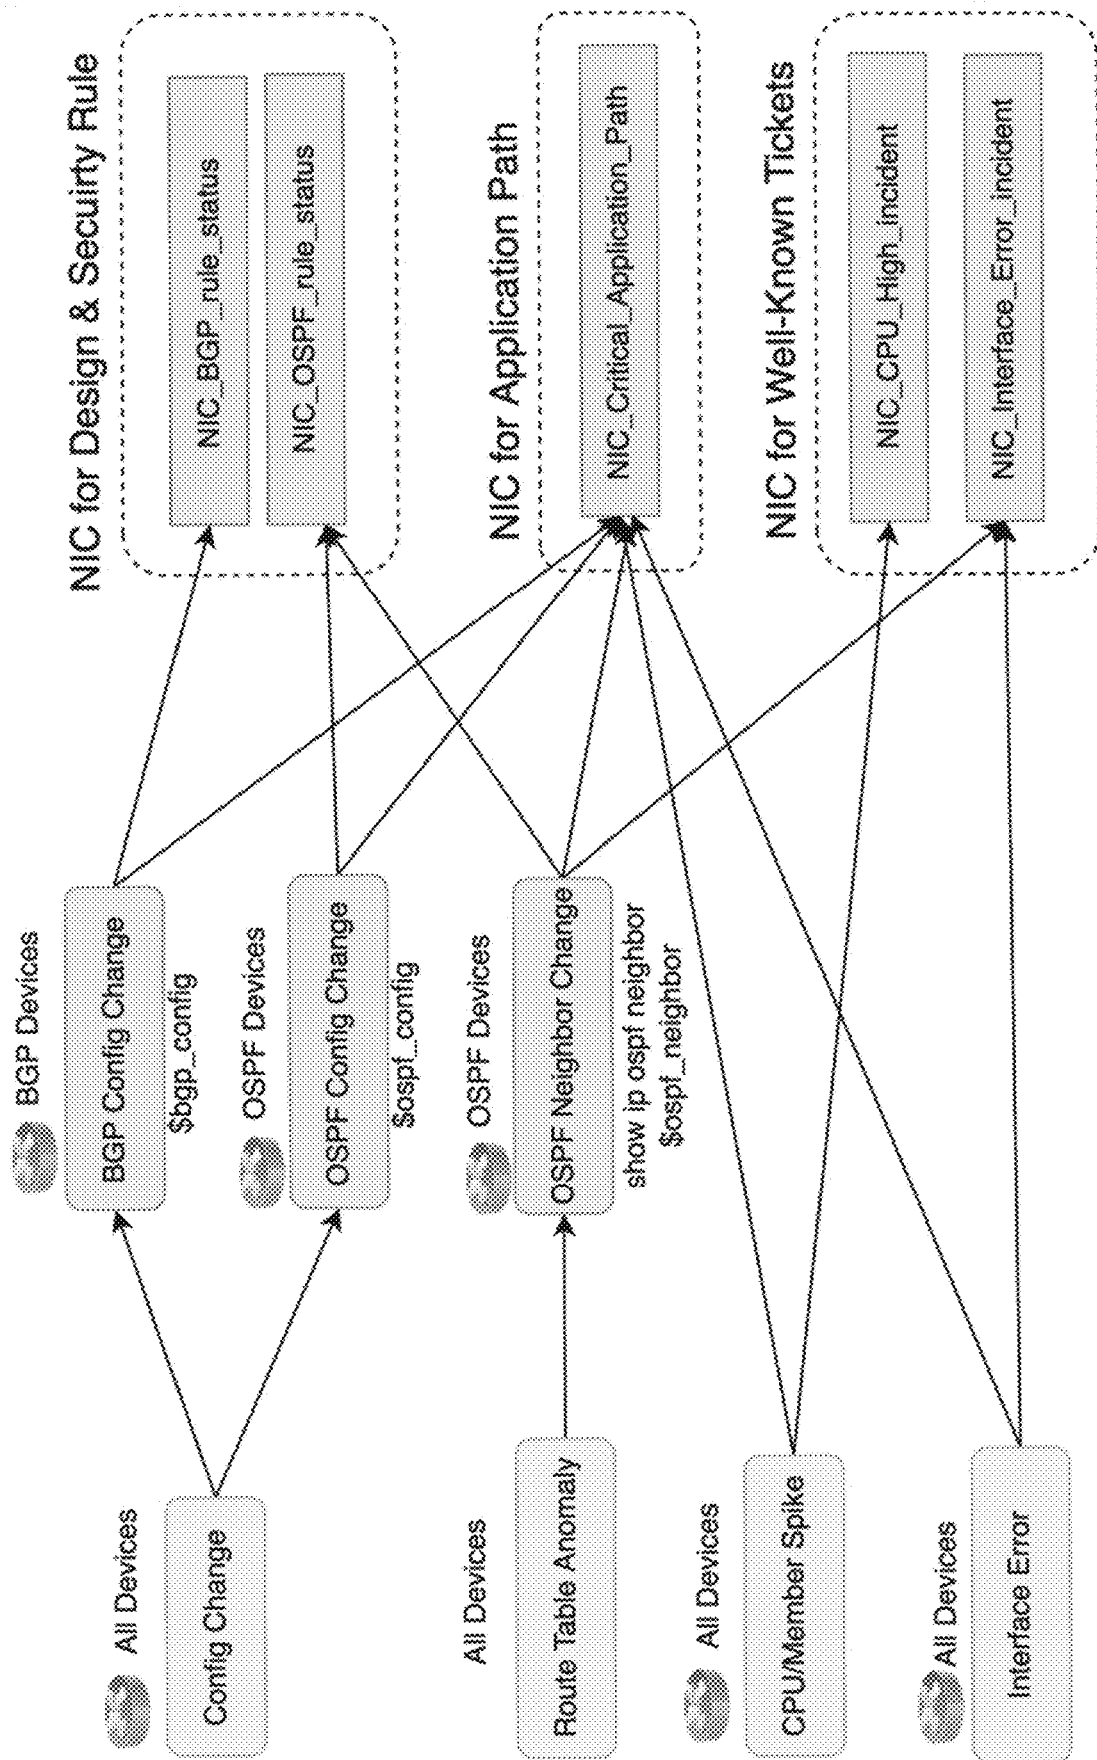 All Devices
Config Change
All Devices
Route Table Anomaly
All Devices
CPU/Member Spike
All Devices
Interface Error
BGP Devices
BGP Config Change
$bgp_config
OSPF Devices
OSPF Config Change
$ospf_config
OSPF Devices
OSPF Neighbor Change
show ip ospf neighbor
$ospf_neighbor
NIC for Design & Secuirty Rule
NIC_BGP_rule_status
NIC_OSPF_rule_status
NIC for Application Path
NIC_Critical_Application_Path
NIC for Well-Known Tickets
NIC_CPU_High_incident
NIC_Interface_Error_incident